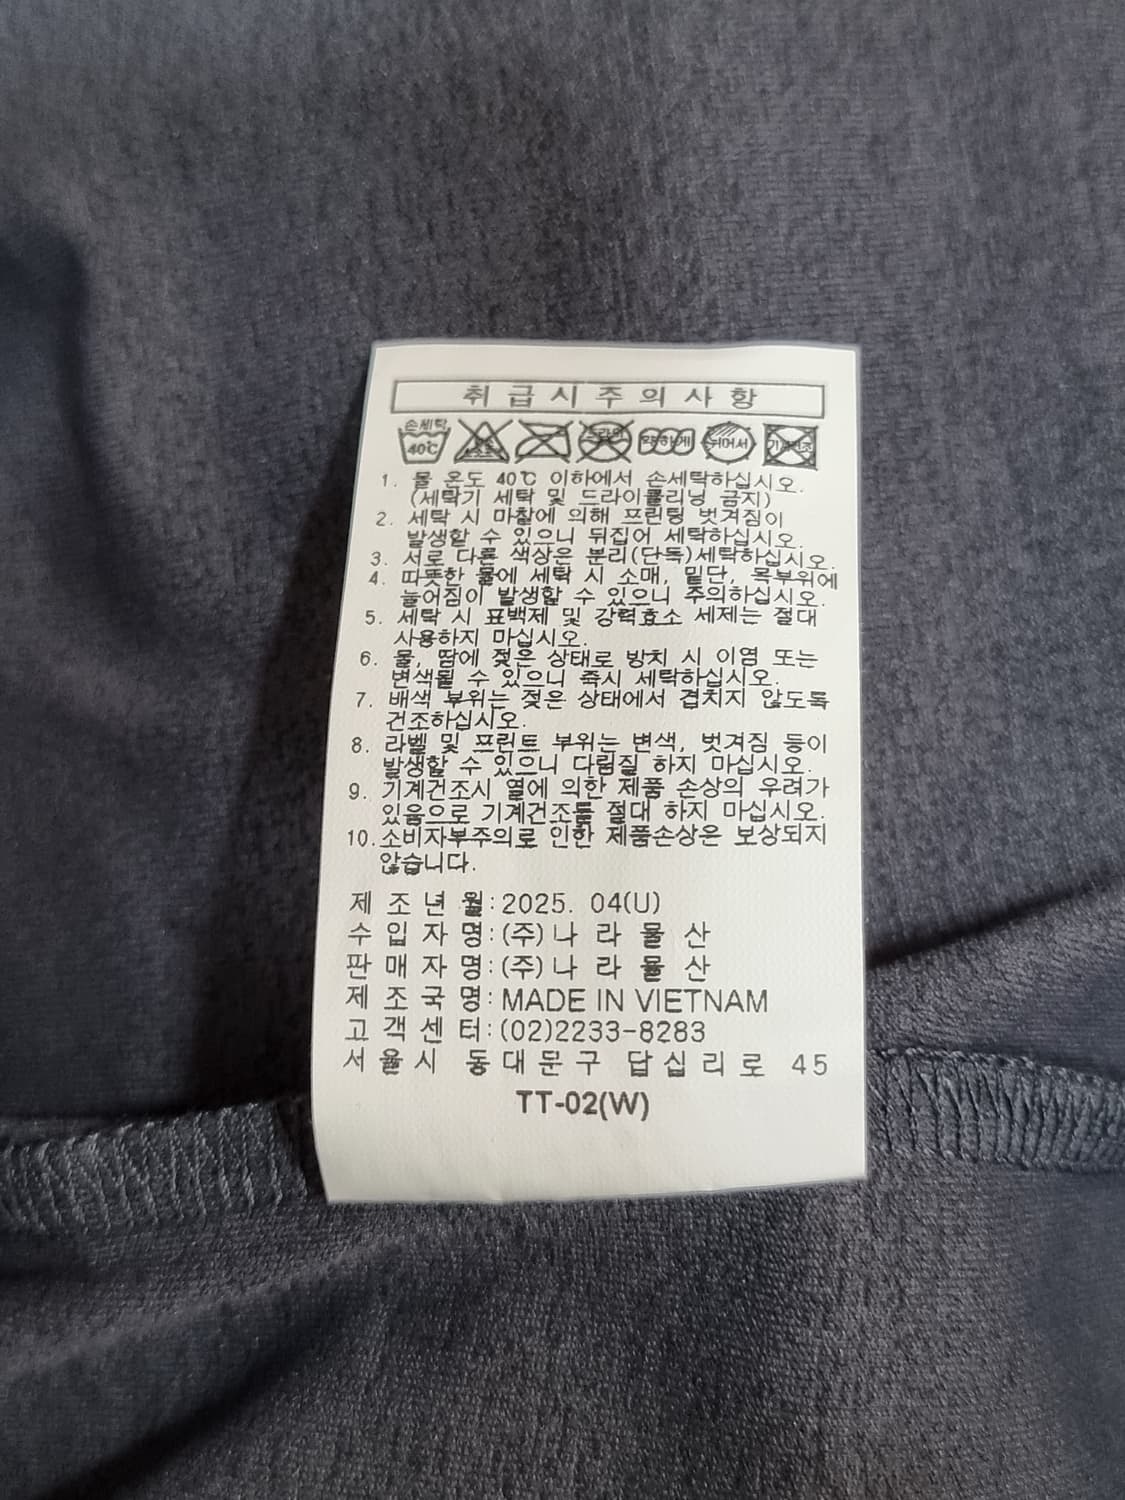 취급시주의사항
손세탁
40℃
염소표백
드라이
약하게
뉘어서
기계건조
1. 물 온도 40℃ 이하에서 손세탁하십시오.
(세탁기 세탁 및 드라이클리닝 금지)
2. 세탁 시 마찰에 의해 프린팅 벗겨짐이
발생할 수 있으니 뒤집어 세탁하십시오.
3. 서로 다른 색상은 분리(단독)세탁하십시오.
4. 따뜻한 물에 세탁 시 소매, 밑단, 목부위에
늘어짐이 발생할 수 있으니 주의하십시오.
5. 세탁 시 표백제 및 강력효소 세제는 절대
사용하지 마십시오.
6. 물, 땀에 젖은 상태로 방치 시 이염 또는
변색될 수 있으니 즉시 세탁하십시오.
7. 배색 부위는 젖은 상태에서 겹치지 않도록
건조하십시오.
8. 라벨 및 프린트 부위는 변색, 벗겨짐 등이
발생할 수 있으니 다림질 하지 마십시오.
9. 기계건조시 열에 의한 제품 손상의 우려가
있음으로 기계건조를 절대 하지 마십시오.
10.소비자부주의로 인한 제품손상은 보상되지
않습니다.
제조년월:2025. 04(U)
수입자명:(주)나라물산
판매자명:(주)나라물산
제조국명:MADE IN VIETNAM
고객센터:(02)2233-8283
서울시 동대문구 답십리로 45
TT-02(W)